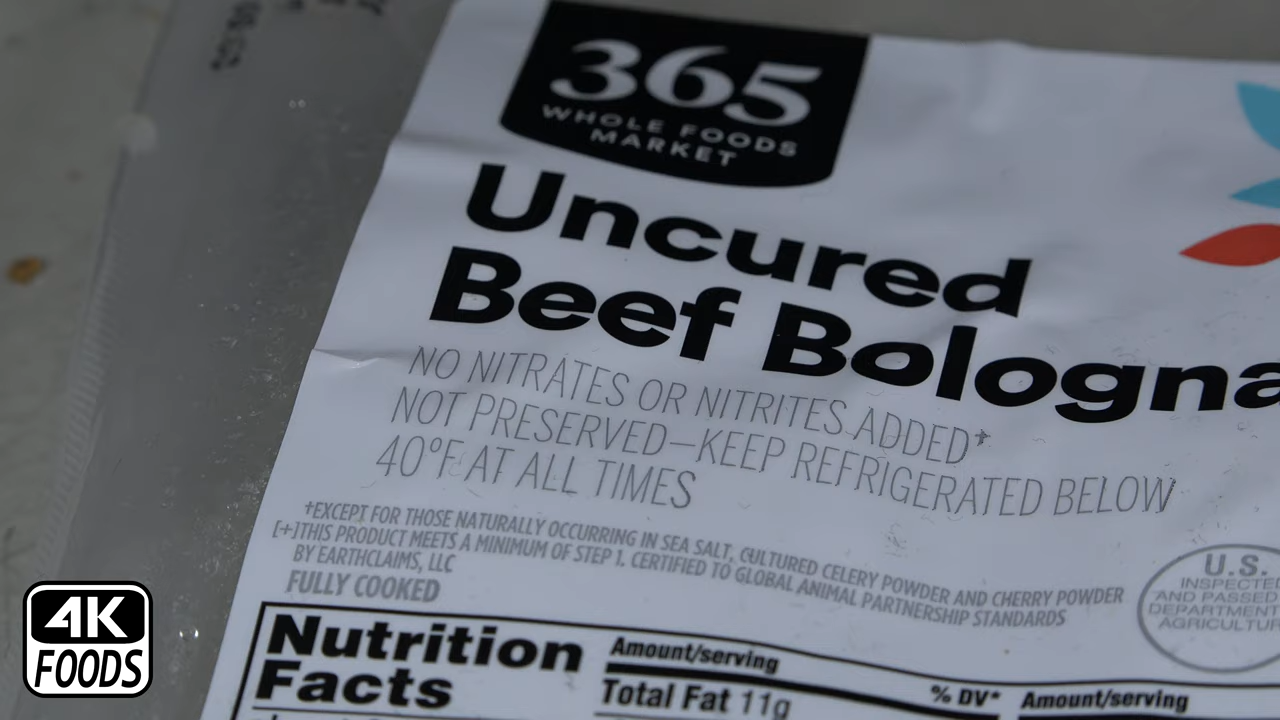 365
WHOLE FOODS
MARKET
Uncured
Beef Bologna
NO NITRATES OR NITRITES ADDED†
NOT PRESERVED–KEEP REFRIGERATED BELOW
40°F AT ALL TIMES
†EXCEPT FOR THOSE NATURALLY OCCURRING IN SEA SALT, CULTURED CELERY POWDER AND CHERRY POWDER
[+]THIS PRODUCT MEETS A MINIMUM OF STEP 1. CERTIFIED TO GLOBAL ANIMAL PARTNERSHIP STANDARDS
BY EARTHCLAIMS, LLC
FULLY COOKED
U.S.
INSPECTED
AND PASSED
DEPARTMENT
AGRICULTUR
Nutrition
Facts
Amount/serving
% DV*
Amount/serving
Total Fat 11g
4K
FOODS